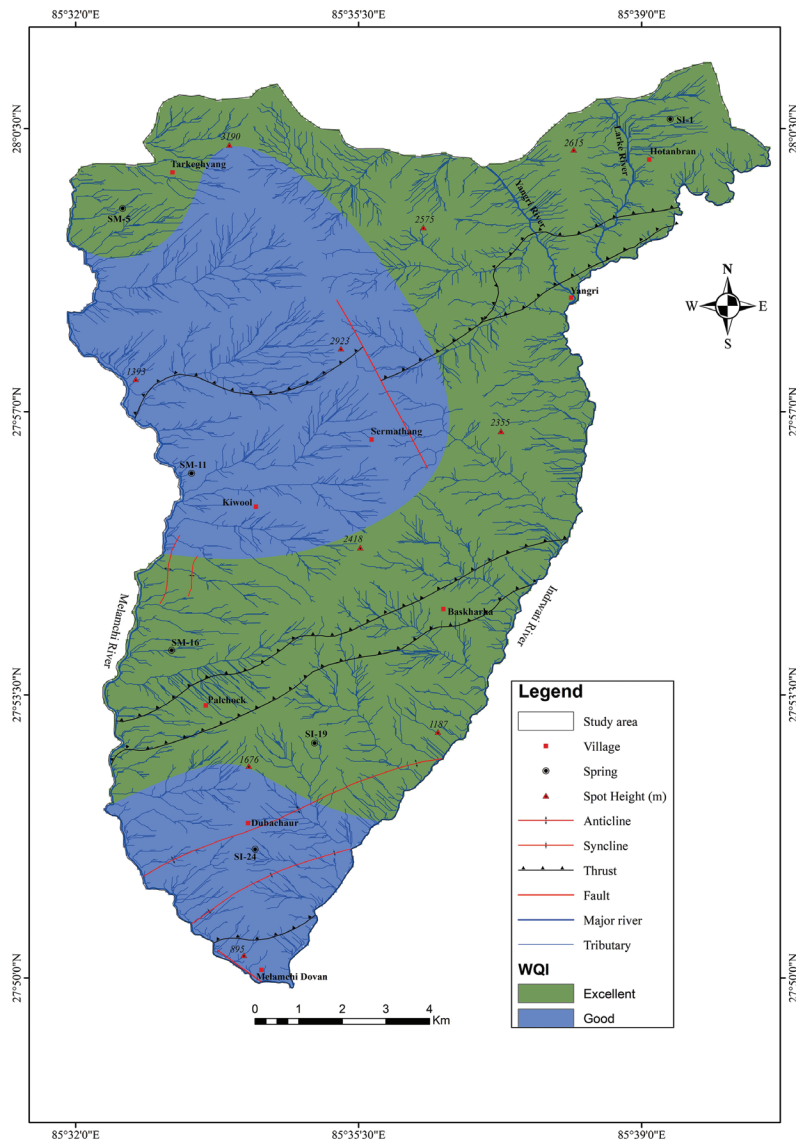 85°32'0"E
85°35'30"E
85°39'0"E
28°0'30"N
28°0'30"N
SI-1
3190
2615
Larke River
Hotanbran
Tarkeghyang
Yangri River
SM-5
2575
Yangri
N
W
E
S
2923
1393
27°57'0"N
27°57'0"N
2355
Sermathang
SM-11
Kiwool
2418
Melamchi River
Baskharka
Indrwati River
SM-16
27°53'30"N
27°53'30"N
Palchock
SI-19
1187
1676
Dubachaur
SI-24
895
Melamchi Dovan
27°50'0"N
27°50'0"N
Legend
Study area
Village
Spring
Spot Height (m)
Anticline
Syncline
Thrust
Fault
Major river
Tributary
WQI
Excellent
Good
0 1 2 3 4
Km
85°32'0"E
85°35'30"E
85°39'0"E